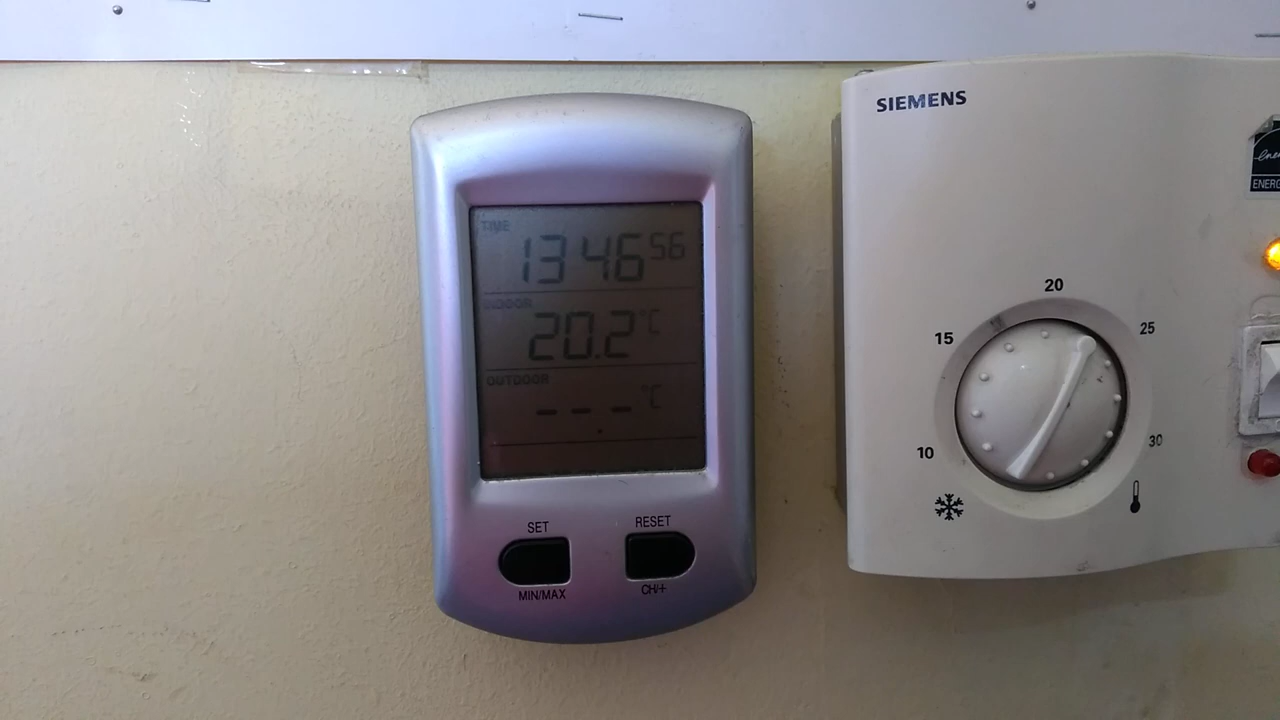 TIME
13 46 56
INDOOR
20.2 °C
OUTDOOR
- - - °C
SET
RESET
MIN/MAX
CH/+
SIEMENS
20
15
25
10
30
ENERG